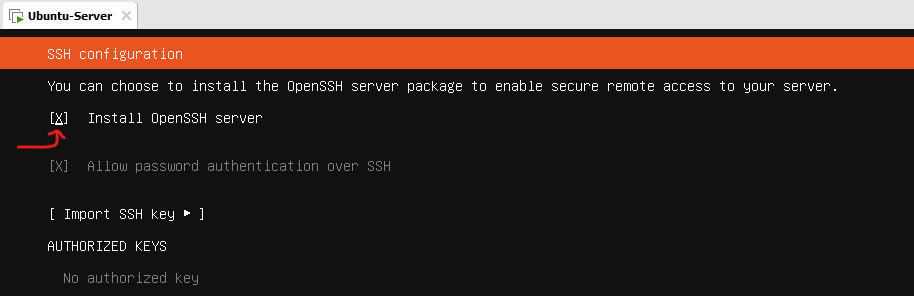 Ubuntu-Server
SSH configuration
You can choose to install the OpenSSH server package to enable secure remote access to your server.
[X] Install OpenSSH server
[X] Allow password authentication over SSH
[ Import SSH key ▸ ]
AUTHORIZED KEYS
No authorized key